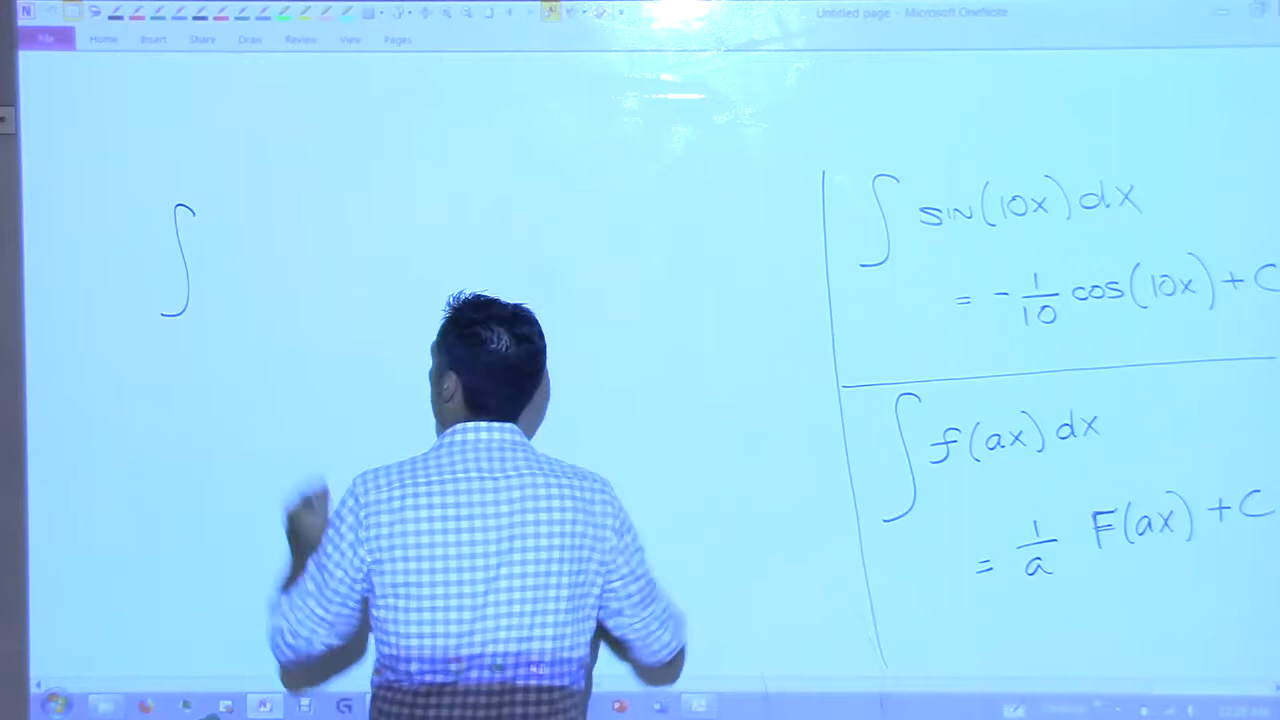 Untitled page - Microsoft OneNote
Home Insert Share Draw Review View Pages
∫
∫ sin(10x) dx
= - 1/10 cos(10x) + C
∫ f(ax) dx
= 1/a F(ax) + C